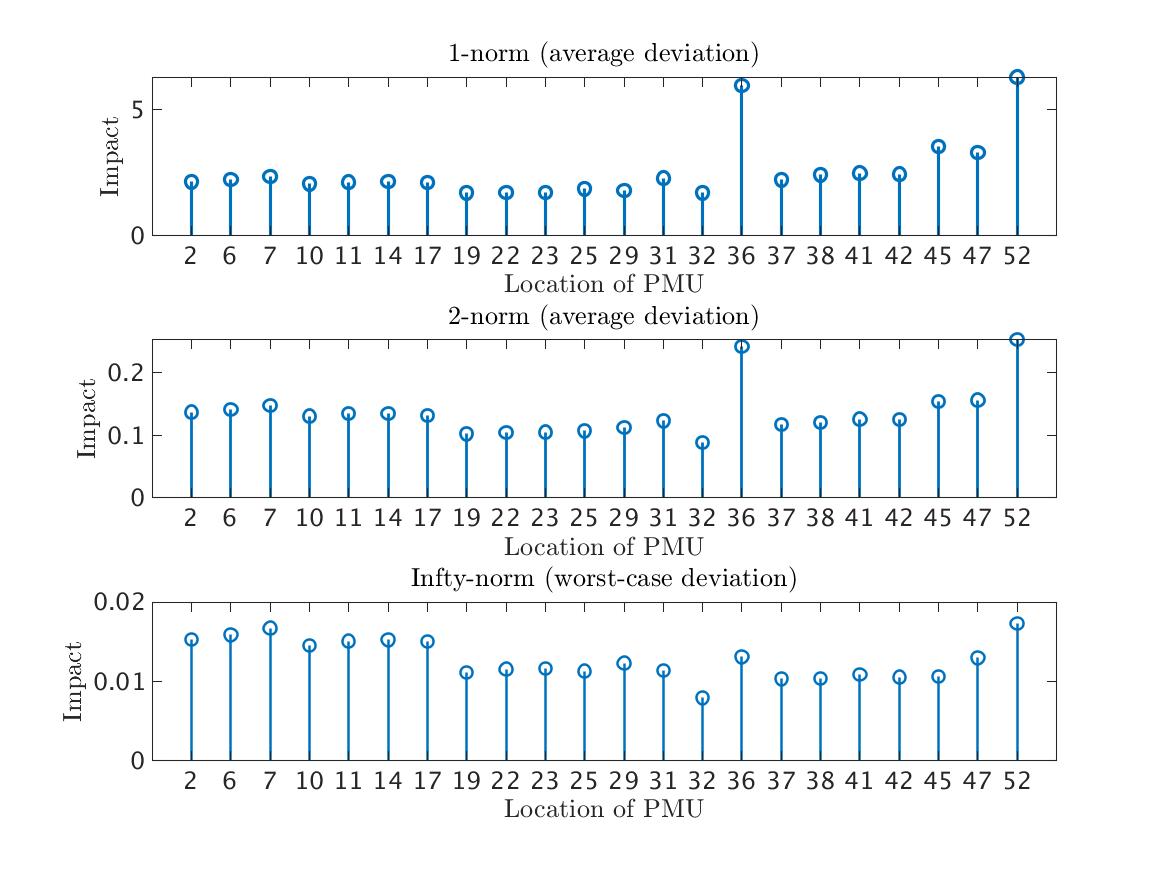 1-norm (average deviation)
5
0
Impact
2 6 7 10 11 14 17 19 22 23 25 29 31 32 36 37 38 41 42 45 47 52
Location of PMU
2-norm (average deviation)
0.2
0.1
0
Impact
2 6 7 10 11 14 17 19 22 23 25 29 31 32 36 37 38 41 42 45 47 52
Location of PMU
Infty-norm (worst-case deviation)
0.02
0.01
0
Impact
2 6 7 10 11 14 17 19 22 23 25 29 31 32 36 37 38 41 42 45 47 52
Location of PMU